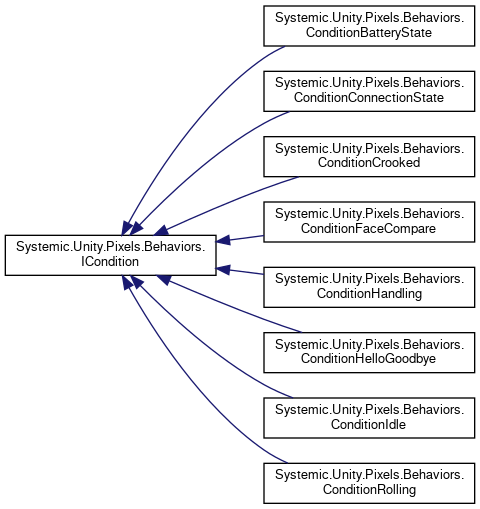 Systemic.Unity.Pixels.Behaviors.
ConditionBatteryState
Systemic.Unity.Pixels.Behaviors.
ConditionConnectionState
Systemic.Unity.Pixels.Behaviors.
ConditionCrooked
Systemic.Unity.Pixels.Behaviors.
ConditionFaceCompare
Systemic.Unity.Pixels.Behaviors.
ICondition
Systemic.Unity.Pixels.Behaviors.
ConditionHandling
Systemic.Unity.Pixels.Behaviors.
ConditionHelloGoodbye
Systemic.Unity.Pixels.Behaviors.
ConditionIdle
Systemic.Unity.Pixels.Behaviors.
ConditionRolling